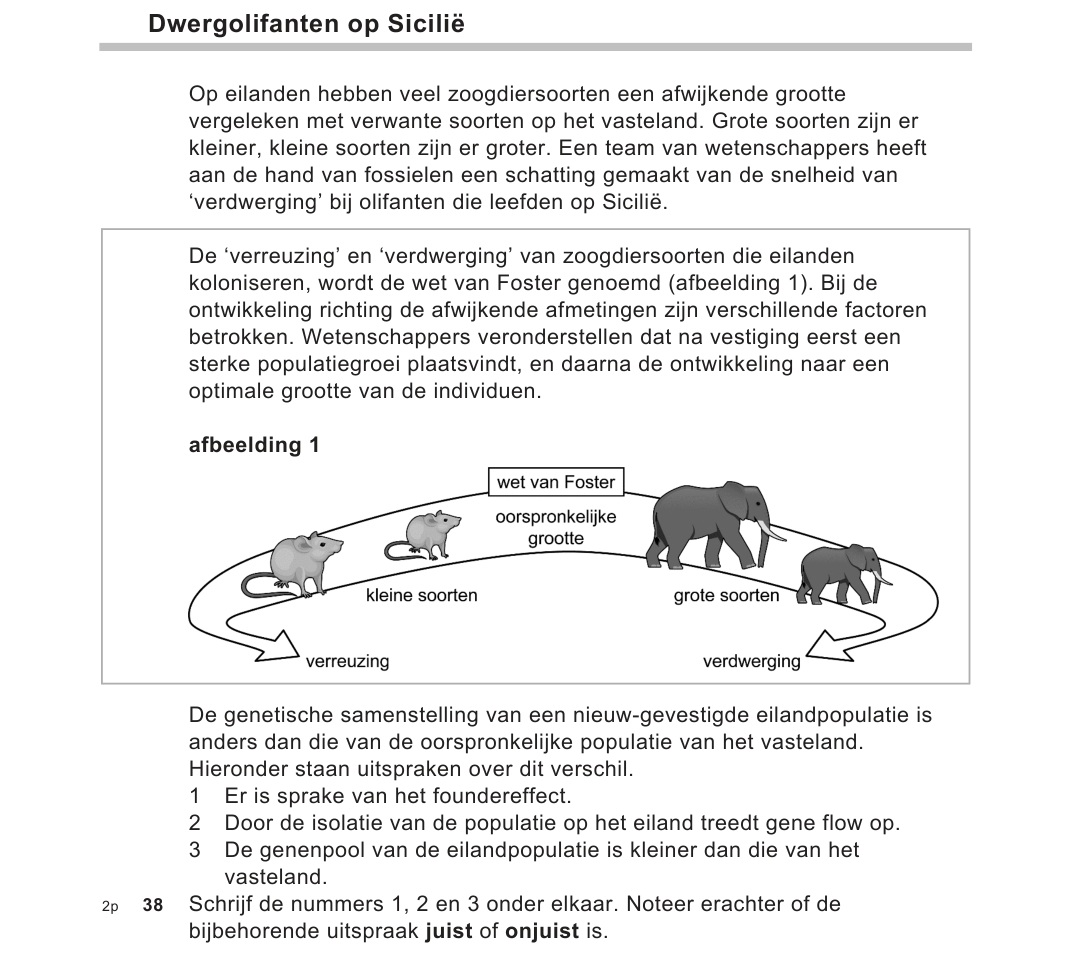 Dwergolifanten op Sicilië
Op eilanden hebben veel zoogdiersoorten een afwijkende grootte
vergeleken met verwante soorten op het vasteland. Grote soorten zijn er
kleiner, kleine soorten zijn er groter. Een team van wetenschappers heeft
aan de hand van fossielen een schatting gemaakt van de snelheid van
‘verdwerging’ bij olifanten die leefden op Sicilië.
De ‘verreuzing’ en ‘verdwerging’ van zoogdiersoorten die eilanden
koloniseren, wordt de wet van Foster genoemd (afbeelding 1). Bij de
ontwikkeling richting de afwijkende afmetingen zijn verschillende factoren
betrokken. Wetenschappers veronderstellen dat na vestiging eerst een
sterke populatiegroei plaatsvindt, en daarna de ontwikkeling naar een
optimale grootte van de individuen.
afbeelding 1
wet van Foster
oorspronkelijke
grootte
kleine soorten
grote soorten
verreuzing
verdwerging
De genetische samenstelling van een nieuw-gevestigde eilandpopulatie is
anders dan die van de oorspronkelijke populatie van het vasteland.
Hieronder staan uitspraken over dit verschil.
1 Er is sprake van het foundereffect.
2 Door de isolatie van de populatie op het eiland treedt gene flow op.
3 De genenpool van de eilandpopulatie is kleiner dan die van het
vasteland.
2p 38 Schrijf de nummers 1, 2 en 3 onder elkaar. Noteer erachter of de
bijbehorende uitspraak juist of onjuist is.